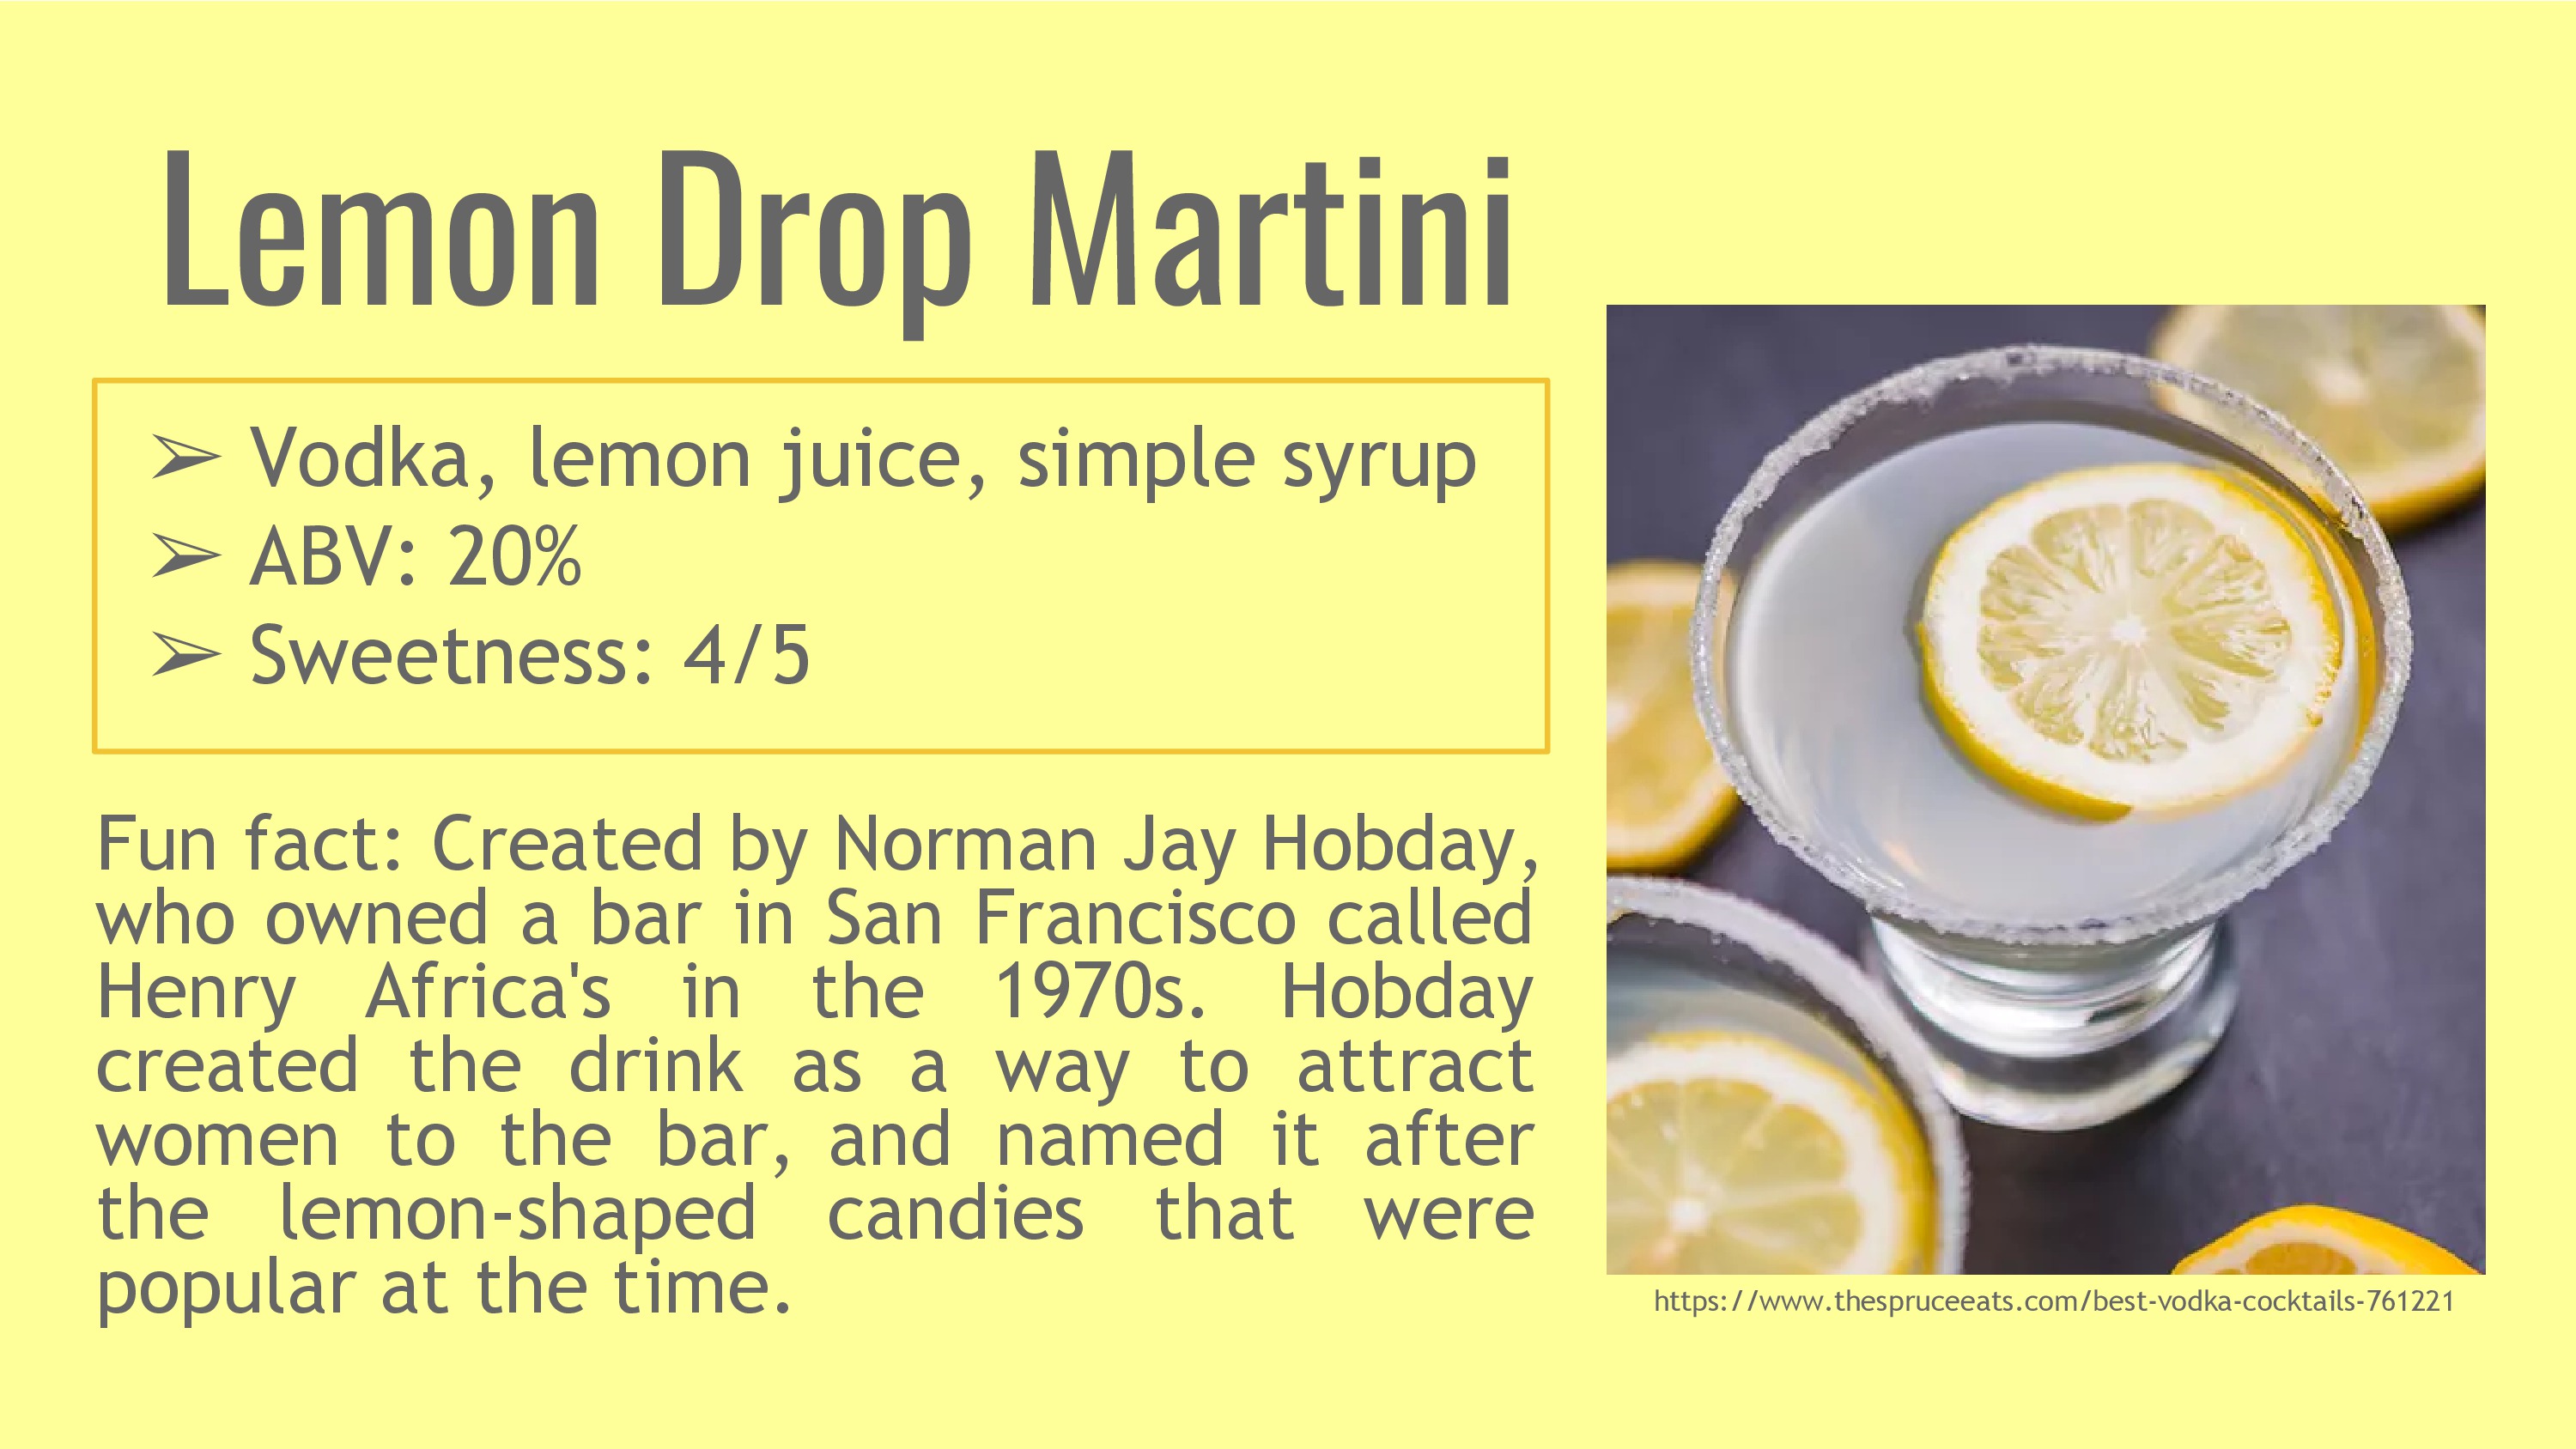 Lemon Drop Martini
➢ Vodka, lemon juice, simple syrup
➢ ABV: 20%
➢ Sweetness: 4/5
Fun fact: Created by Norman Jay Hobday,
who owned a bar in San Francisco called
Henry Africa's in the 1970s. Hobday
created the drink as a way to attract
women to the bar, and named it after
the lemon-shaped candies that were
popular at the time.
https://www.thespruceeats.com/best-vodka-cocktails-761221